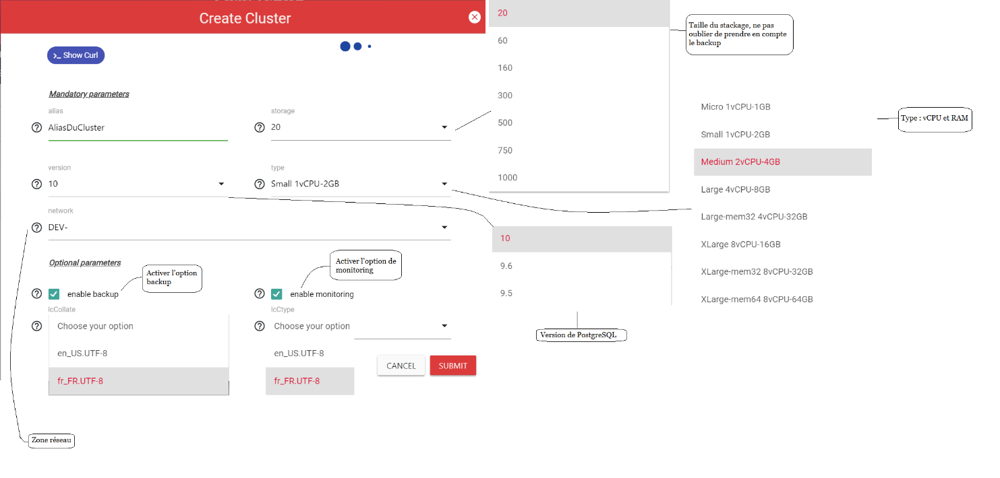 Create Cluster
>_ Show Curl
Mandatory parameters
alias
AliasDuCluster
storage
20
version
10
type
Small 1vCPU-2GB
network
DEV-
Optional parameters
Activer l'option
backup
Activer l'option de
monitoring
enable backup
enable monitoring
lcCollate
Choose your option
en_US.UTF-8
fr_FR.UTF-8
lcCtype
Choose your option
en_US.UTF-8
fr_FR.UTF-8
CANCEL
SUBMIT
Zone réseau
20
60
160
300
500
750
1000
Taille du stackage, ne pas
oublier de prendre en compte
le backup
10
9.6
9.5
Version de PostgreSQL
Micro 1vCPU-1GB
Small 1vCPU-2GB
Medium 2vCPU-4GB
Large 4vCPU-8GB
Large-mem32 4vCPU-32GB
XLarge 8vCPU-16GB
XLarge-mem32 8vCPU-32GB
XLarge-mem64 8vCPU-64GB
Type : vCPU et RAM